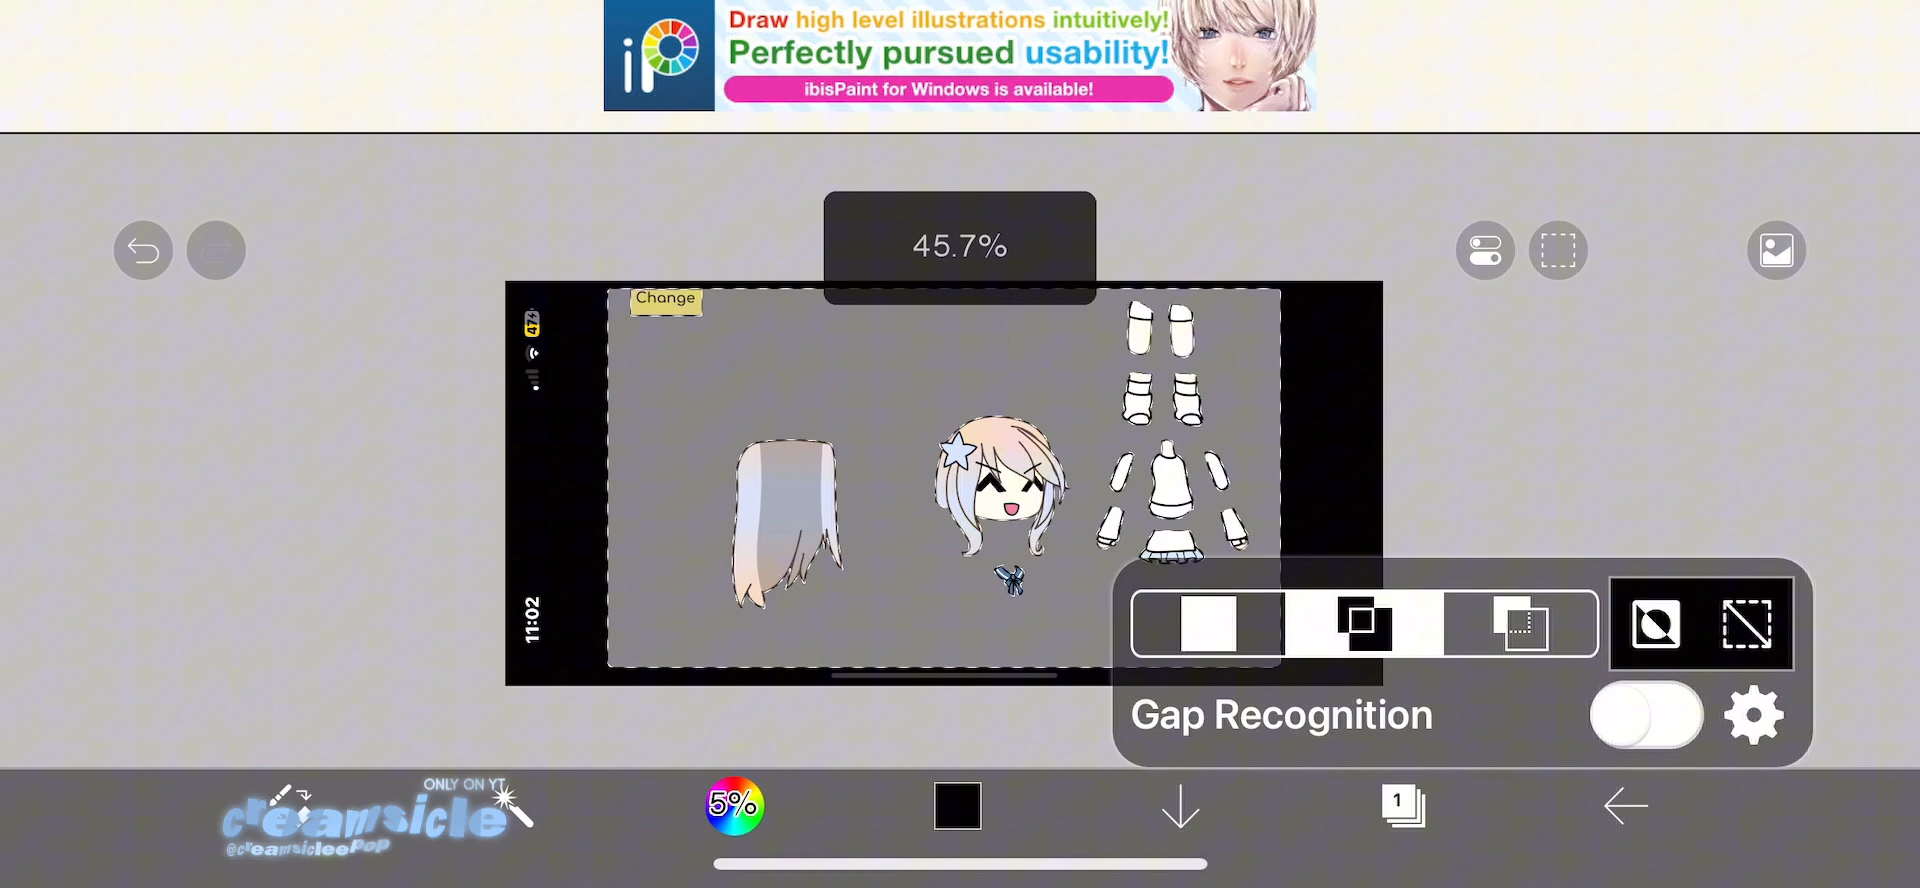 Draw high level illustrations intuitively!
Perfectly pursued usability!
ibisPaint for Windows is available!
45.7%
Change
47
11:02
Gap Recognition
ONLY ON YT
creamsicle
@creamsicleePOP
5%
1